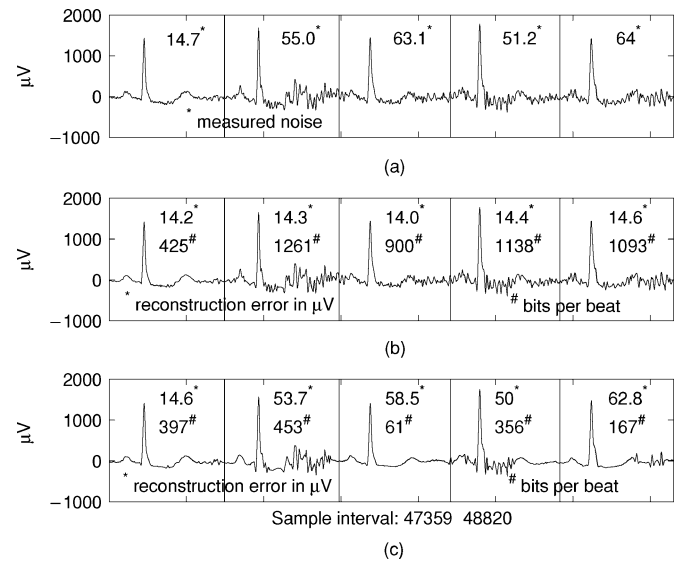 2000
14.7* 55.0* 63.1* 51.2* 64*
1000
μV
0
* measured noise
−1000
(a)
2000
14.2* 14.3* 14.0* 14.4* 14.6*
425# 1261# 900# 1138# 1093#
1000
μV
0
* reconstruction error in μV # bits per beat
−1000
(b)
2000
14.6* 53.7* 58.5* 50* 62.8*
397# 453# 61# 356# 167#
1000
μV
0
* reconstruction error in μV # bits per beat
−1000
Sample interval: 47359 48820
(c)